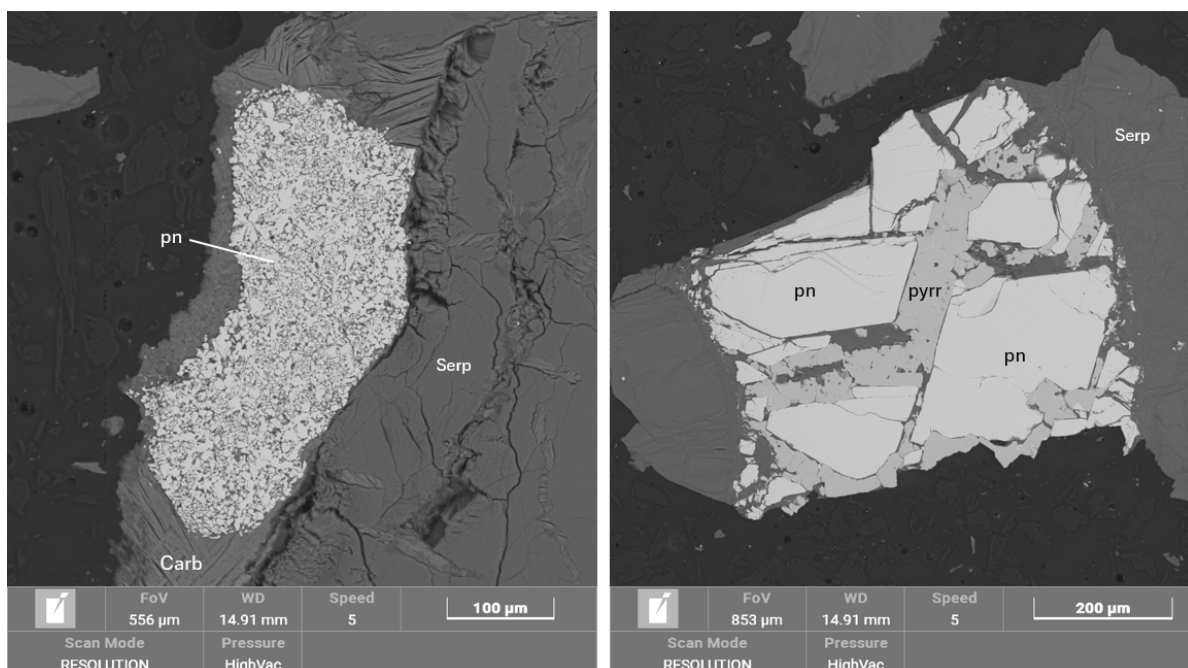 pn
Serp
Carb
FoV WD Speed
556 µm 14.91 mm 5
100 µm
Scan Mode Pressure
RESOLUTION HighVac
Serp
pn
pyrr
pn
FoV WD Speed
853 µm 14.91 mm 5
200 µm
Scan Mode Pressure
RESOLUTION HighVac